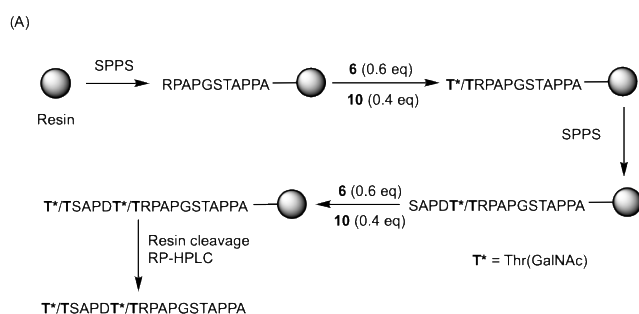 (A)
SPPS
RPAPGSTAPPA
6 (0.6 eq)
10 (0.4 eq)
T*/TRPAPGSTAPPA
Resin
SPPS
T*/TSAPDT*/TRPAPGSTAPPA
6 (0.6 eq)
10 (0.4 eq)
SAPDT*/TRPAPGSTAPPA
Resin cleavage
RP-HPLC
T* = Thr(GalNAc)
T*/TSAPDT*/TRPAPGSTAPPA